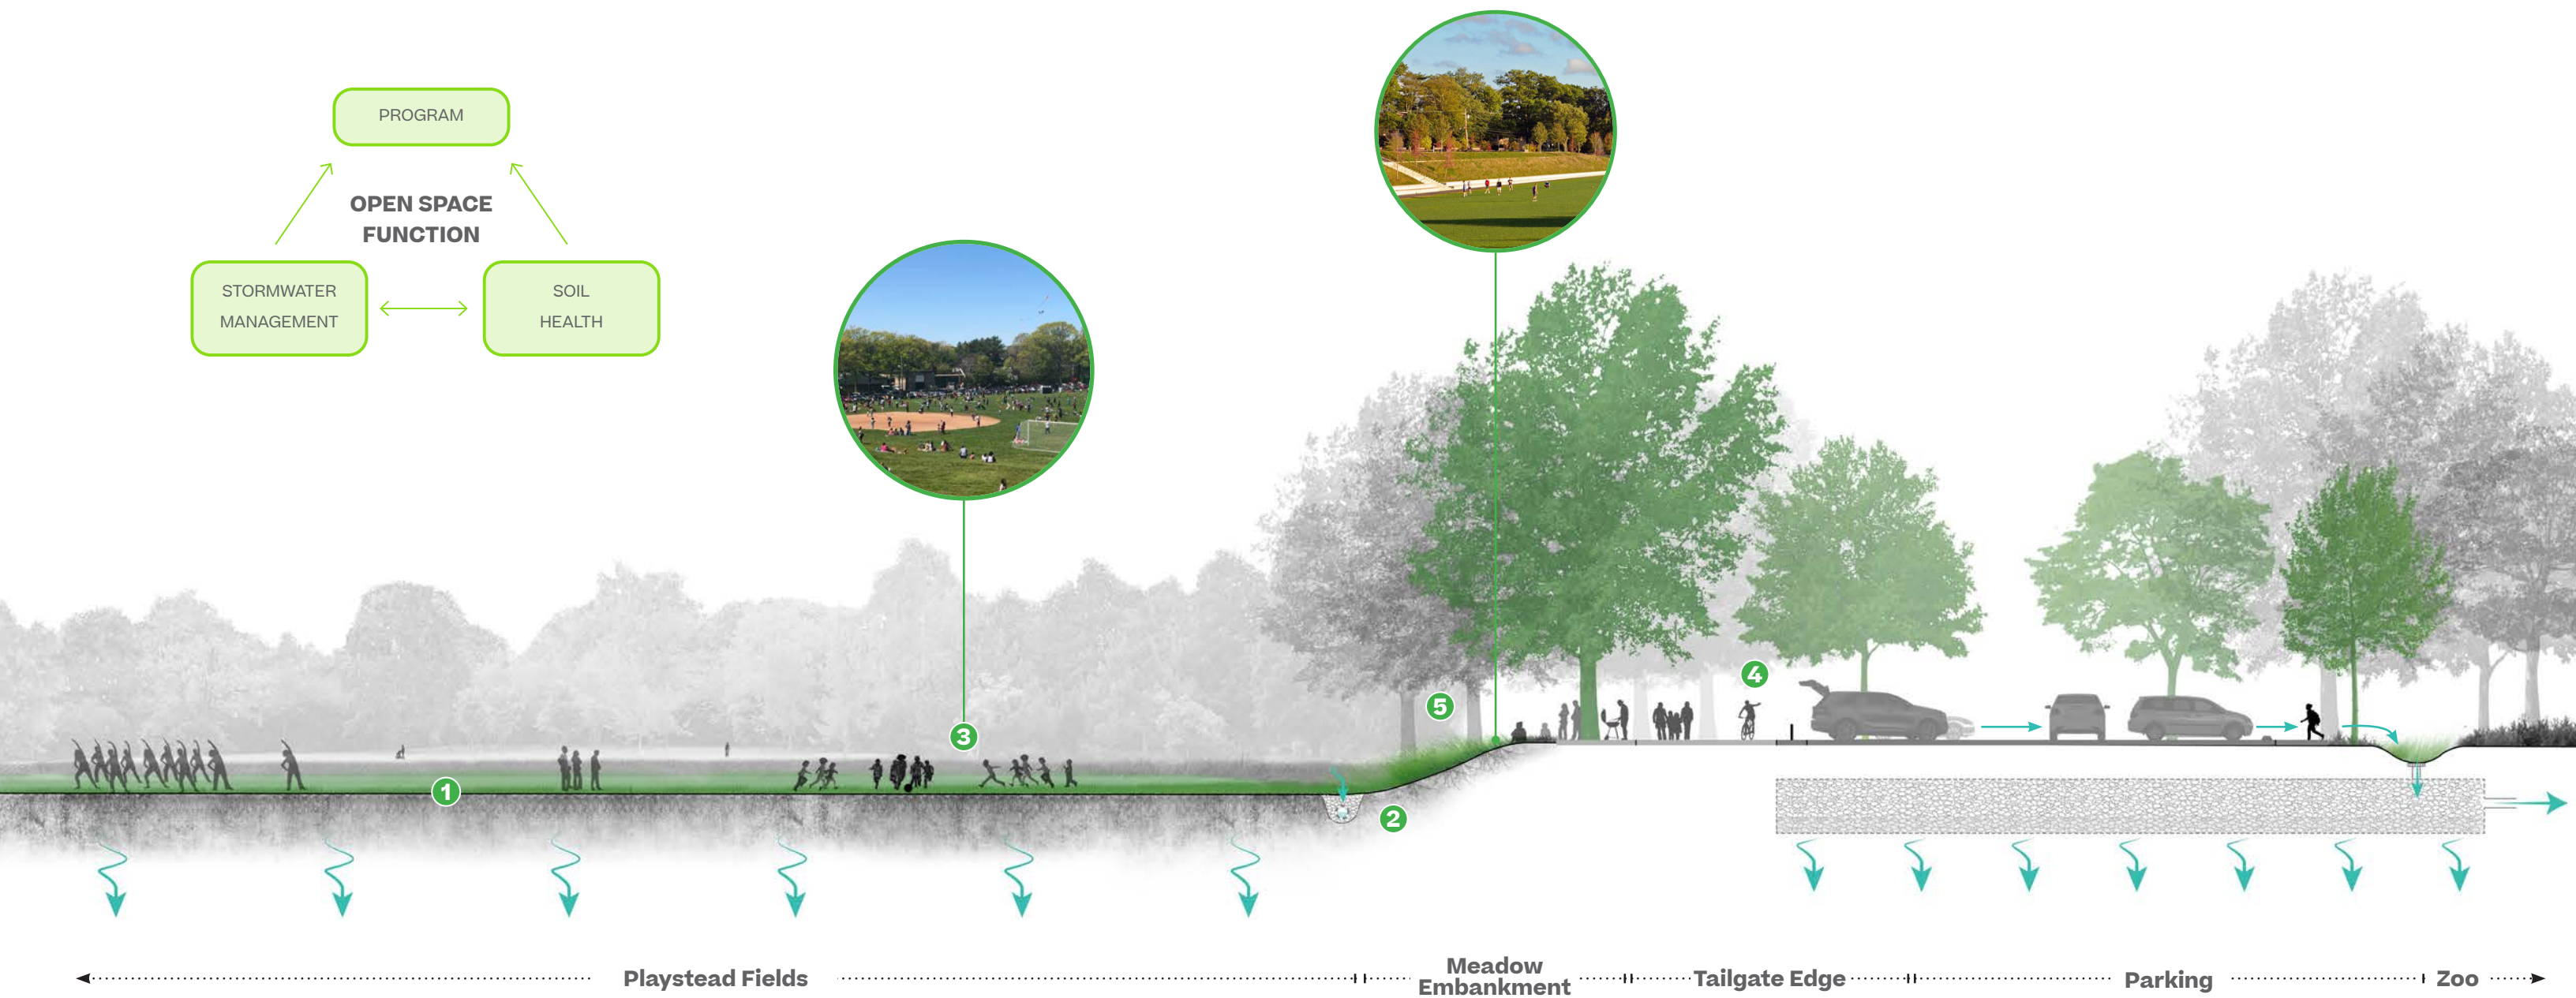 PROGRAM
OPEN SPACE
FUNCTION
STORMWATER
MANAGEMENT
SOIL
HEALTH
5
4
3
1
2
Playstead Fields
Meadow
Embankment
Tailgate Edge
Parking
Zoo